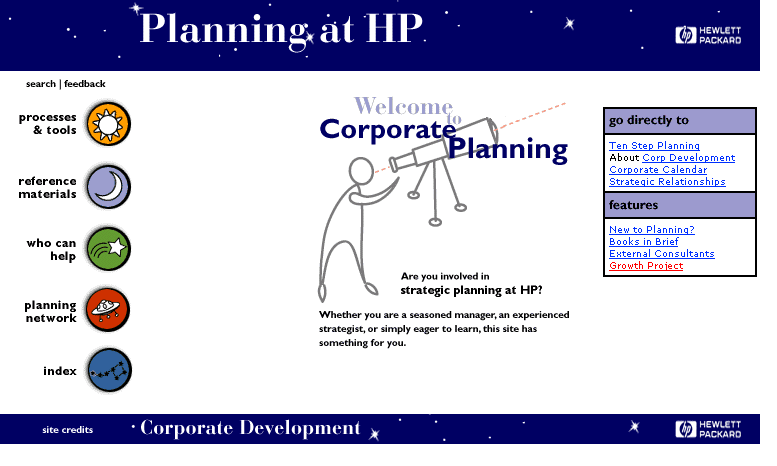 Planning at HP
hp HEWLETT
PACKARD
search | feedback
processes
& tools
reference
materials
who can
help
planning
network
index
Welcome
to
Corporate
Planning
Are you involved in
strategic planning at HP?
Whether you are a seasoned manager, an experienced
strategist, or simply eager to learn, this site has
something for you.
go directly to
Ten Step Planning
About Corp Development
Corporate Calendar
Strategic Relationships
features
New to Planning?
Books in Brief
External Consultants
Growth Project
site credits
Corporate Development
hp HEWLETT
PACKARD